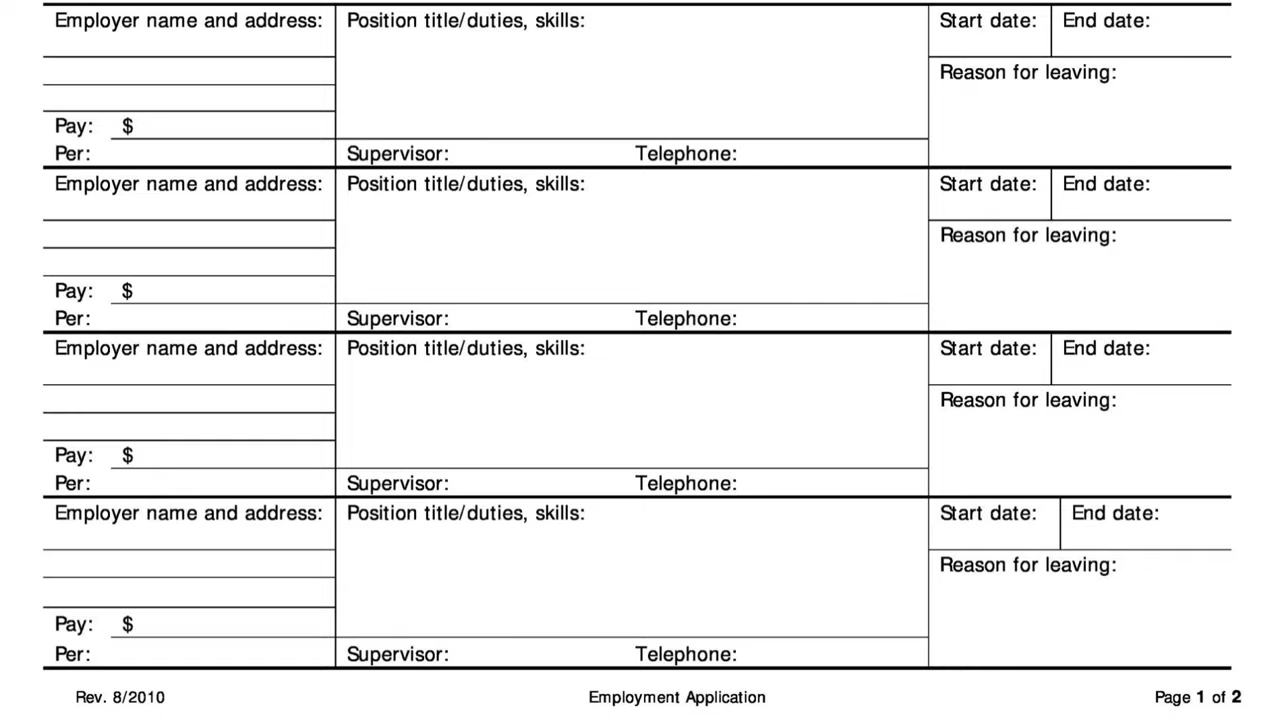 Employer name and address: Position title/duties, skills: Start date: End date:
Reason for leaving:
Pay: $
Per: Supervisor: Telephone:
Employer name and address: Position title/duties, skills: Start date: End date:
Reason for leaving:
Pay: $
Per: Supervisor: Telephone:
Employer name and address: Position title/duties, skills: Start date: End date:
Reason for leaving:
Pay: $
Per: Supervisor: Telephone:
Employer name and address: Position title/duties, skills: Start date: End date:
Reason for leaving:
Pay: $
Per: Supervisor: Telephone:
Rev. 8/2010 Employment Application Page 1 of 2